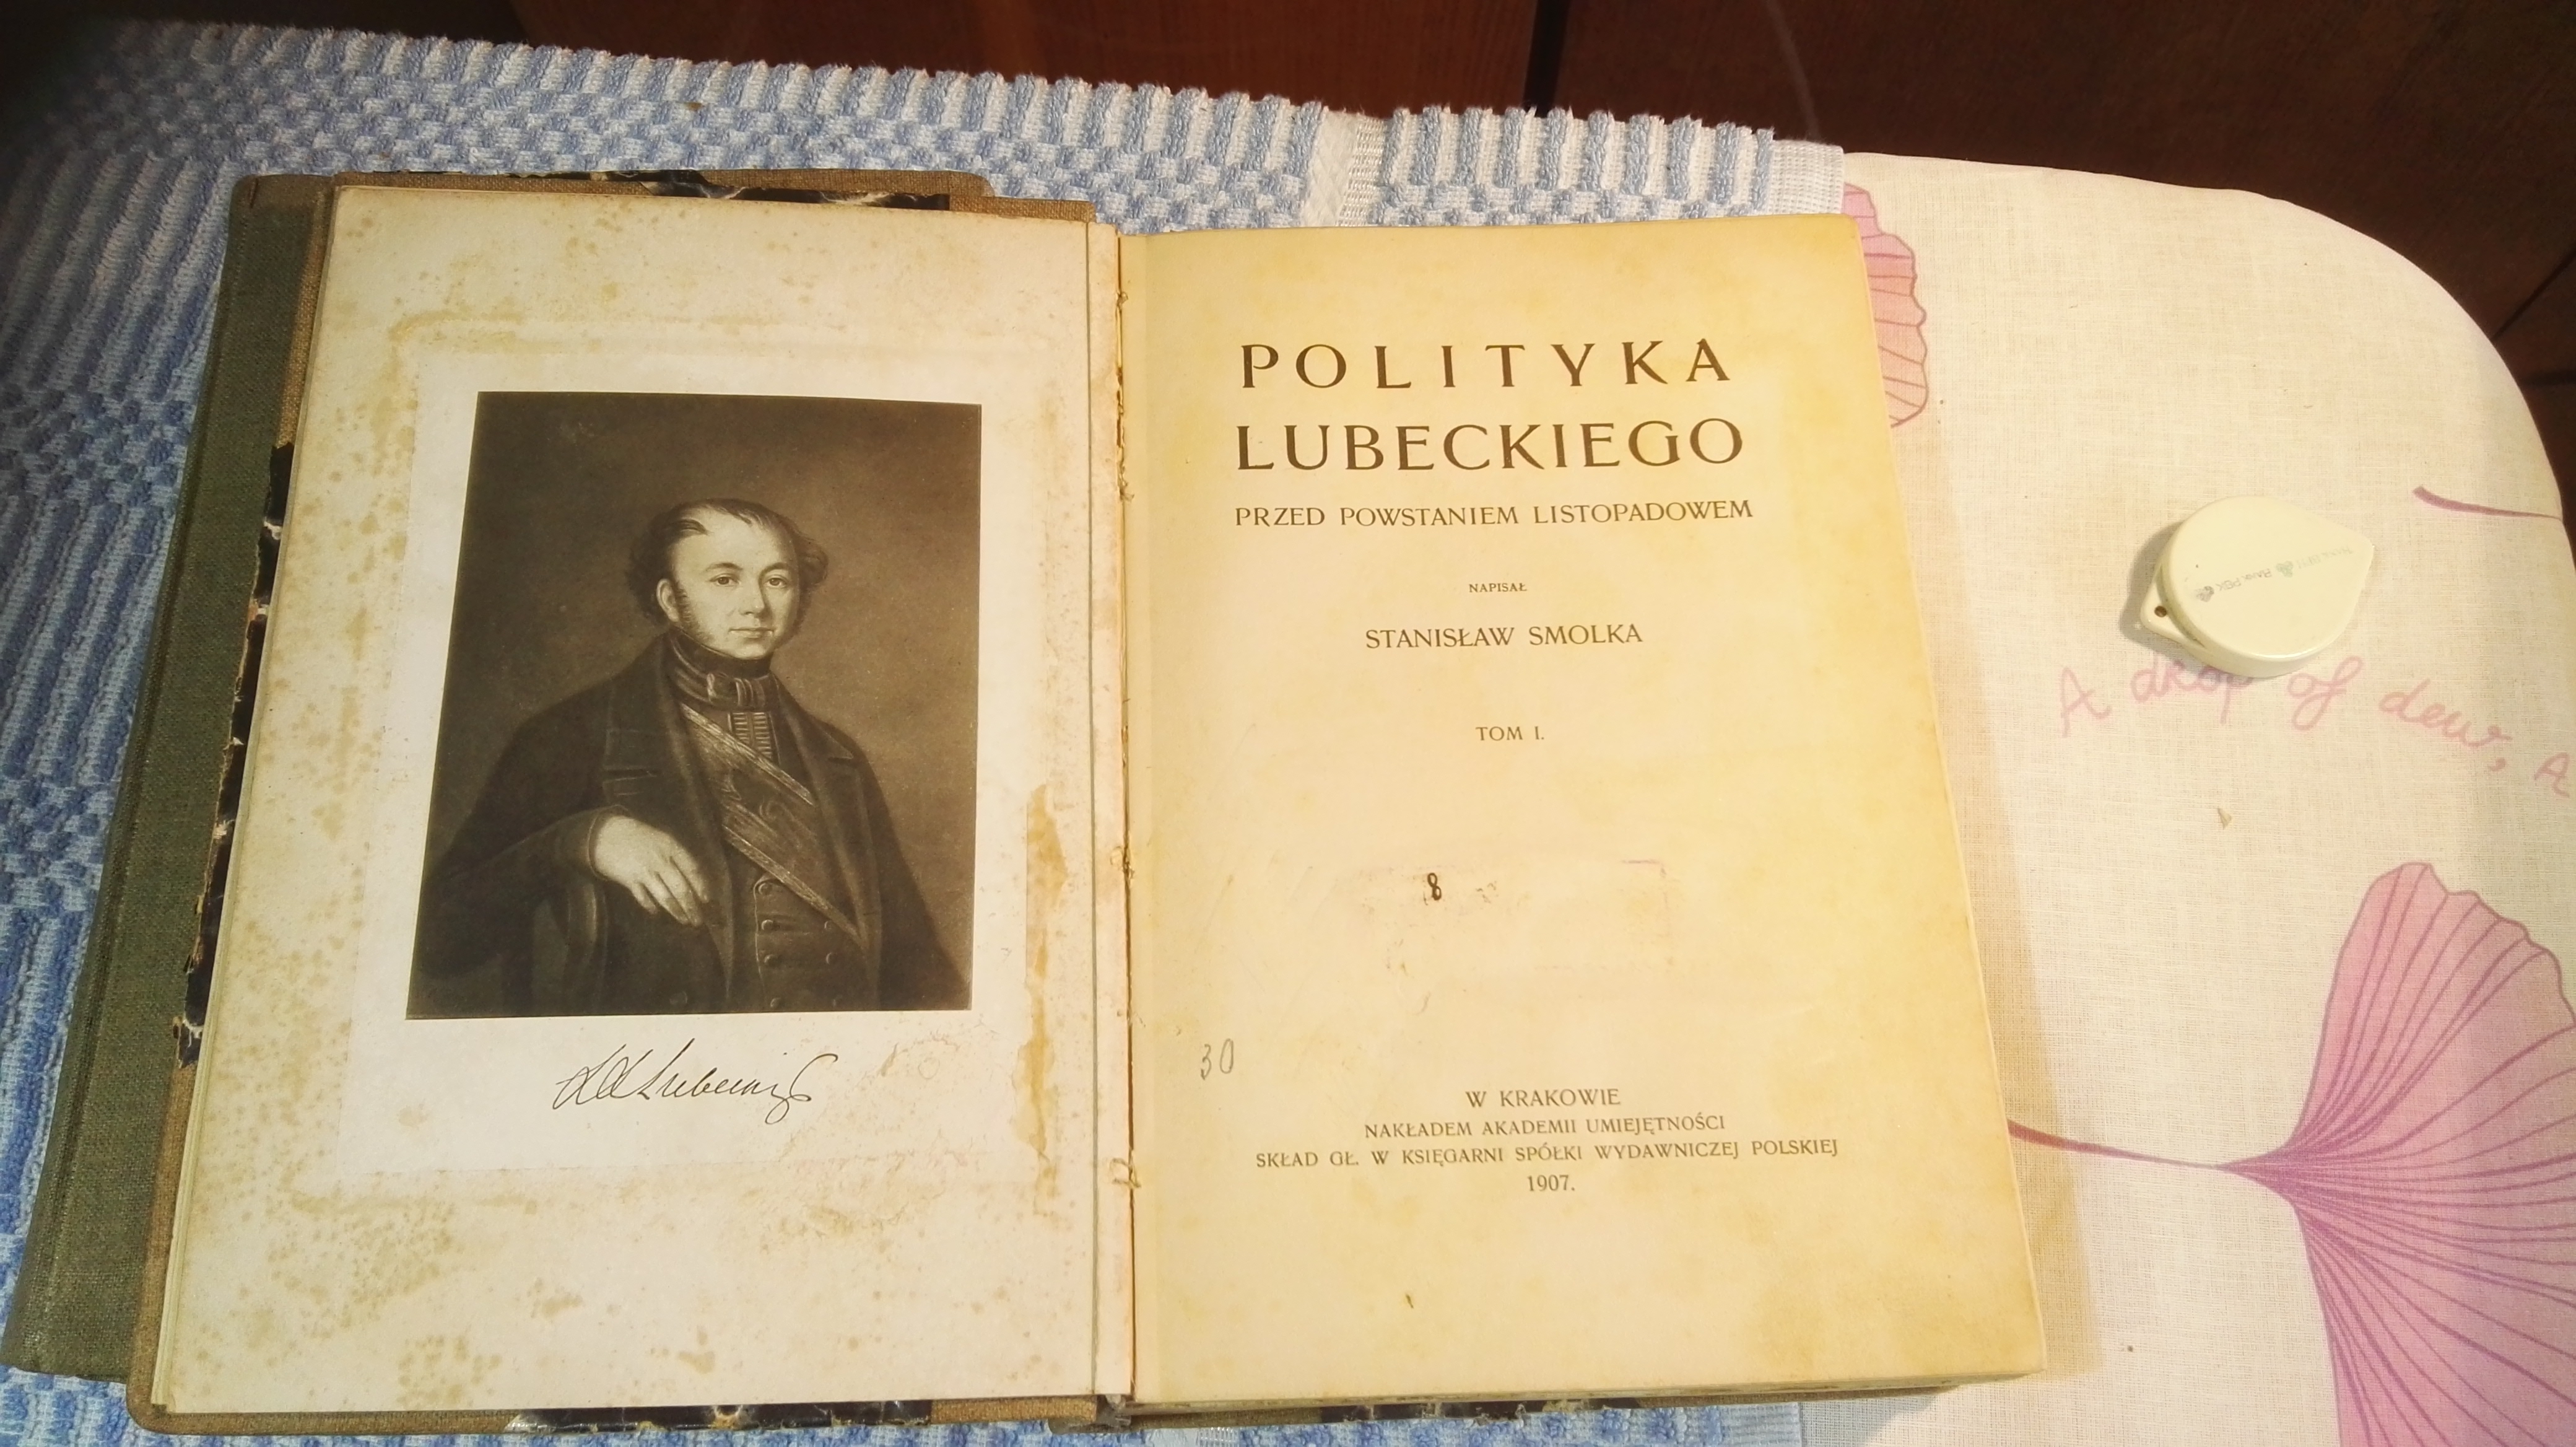 POLITYKA
LUBECKIEGO
PRZED POWSTANIEM LISTOPADOWEM
NAPISAŁ
STANISŁAW SMOLKA
TOM I.
8
30
W KRAKOWIE
NAKŁADEM AKADEMII UMIEJĘTNOŚCI
SKŁAD GŁ. W KSIĘGARNI SPÓŁKI WYDAWNICZEJ POLSKIEJ
1907.
A drop of dew, A